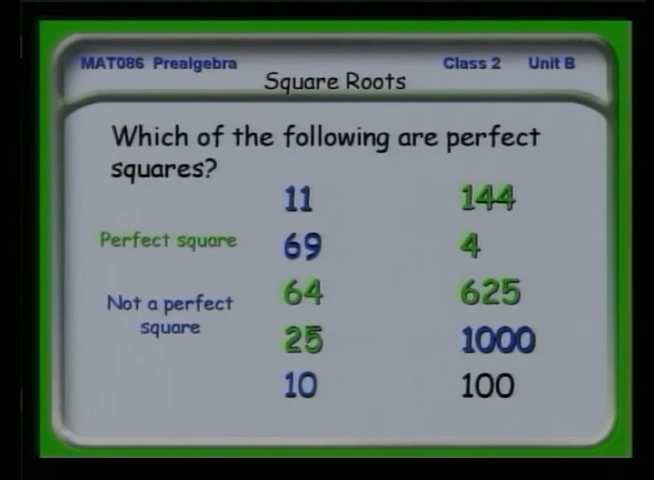 MAT086 Prealgebra Class 2 Unit B
Square Roots
Which of the following are perfect
squares?
11 144
Perfect square 69 4
64 625
Not a perfect
square
25 1000
10 100